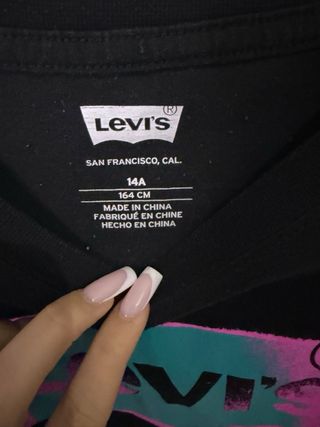 LEVI'S®
SAN FRANCISCO, CAL.
14A
164 CM
MADE IN CHINA
FABRIQUÉ EN CHINE
HECHO EN CHINA
LEVI'S